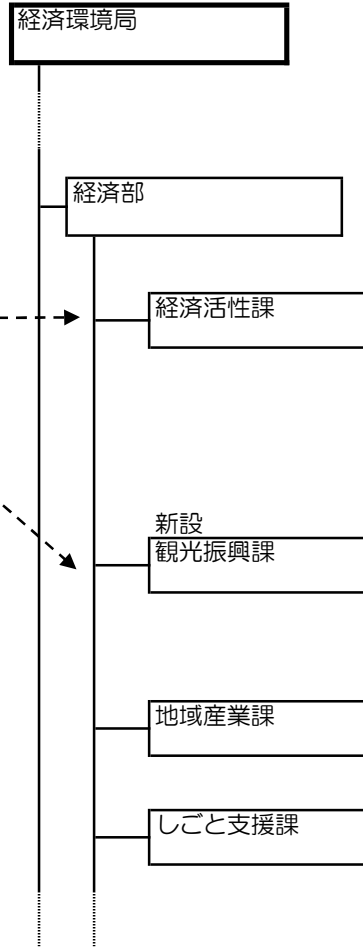 経済環境局
経済部
経済活性課
新設
観光振興課
地域産業課
しごと支援課